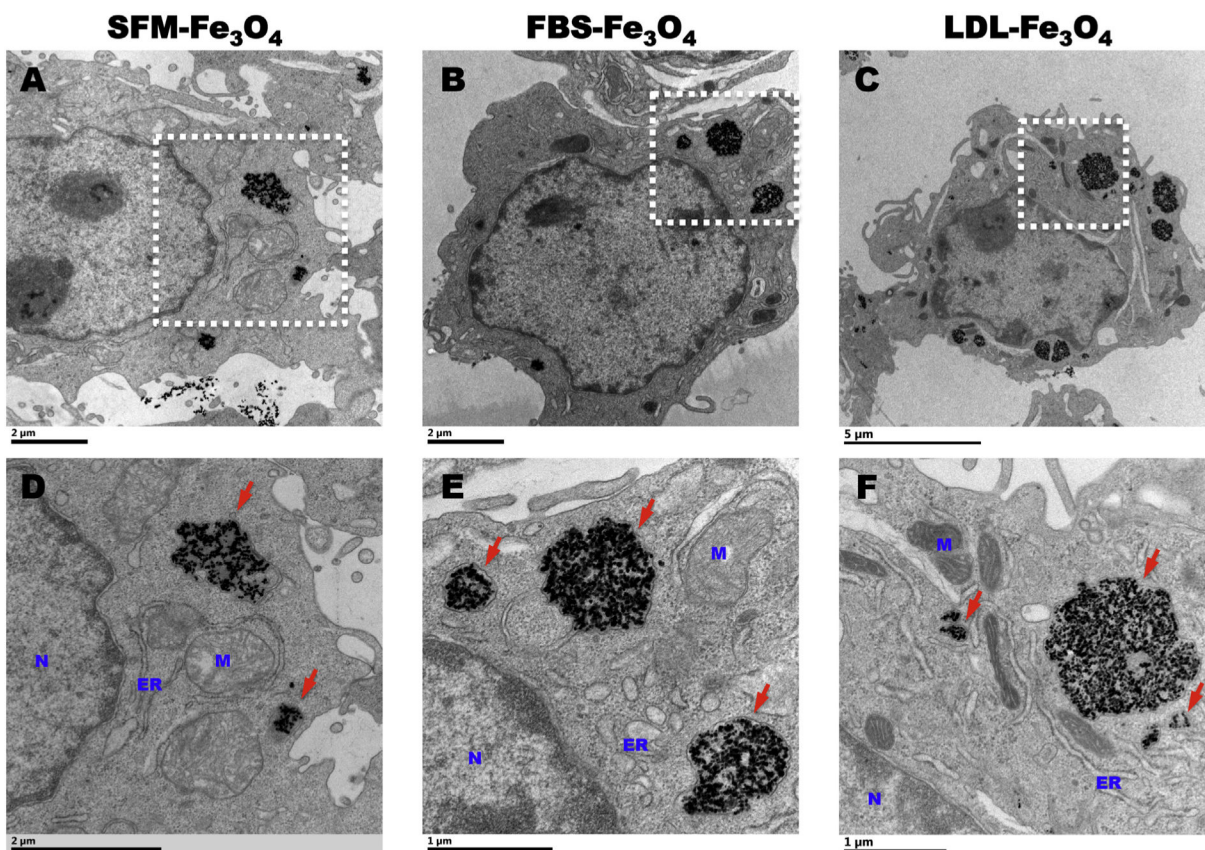 SFM-Fe₃O₄ FBS-Fe₃O₄ LDL-Fe₃O₄
A B C
2 µm 2 µm 5 µm
D E F
M M
N ER M
N ER N ER
2 µm 1 µm 1 µm